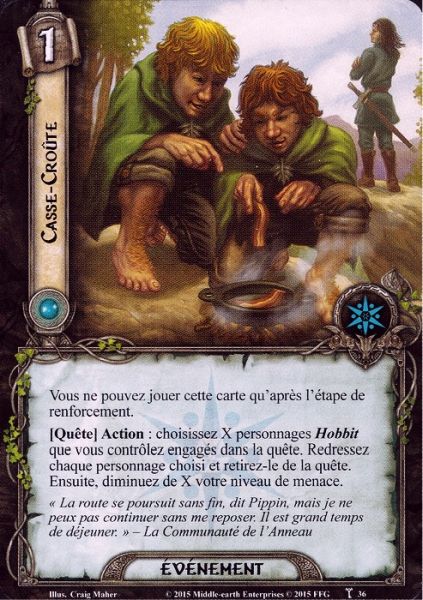 1
Casse-Croûte
Vous ne pouvez jouer cette carte qu'après l'étape de
renforcement.
[Quête] Action : choisissez X personnages Hobbit
que vous contrôlez engagés dans la quête. Redressez
chaque personnage choisi et retirez-le de la quête.
Ensuite, diminuez de X votre niveau de menace.
« La route se poursuit sans fin, dit Pippin, mais je ne
peux pas continuer sans me reposer. Il est grand temps
de déjeuner. » – La Communauté de l'Anneau
ÉVÉNEMENT
Illus. Craig Maher © 2015 Middle-earth Enterprises © 2015 FFG 36